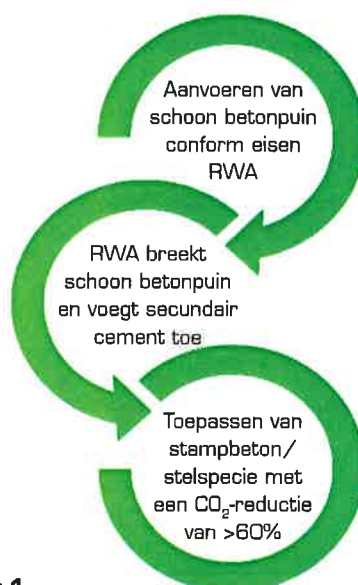 Aanvoeren van
schoon betonpuin
conform eisen
RWA
RWA breekt
schoon betonpuin
en voegt secundair
cement toe
Toepassen van
stampbeton/
stelspecie met
een CO₂-reductie
van >60%